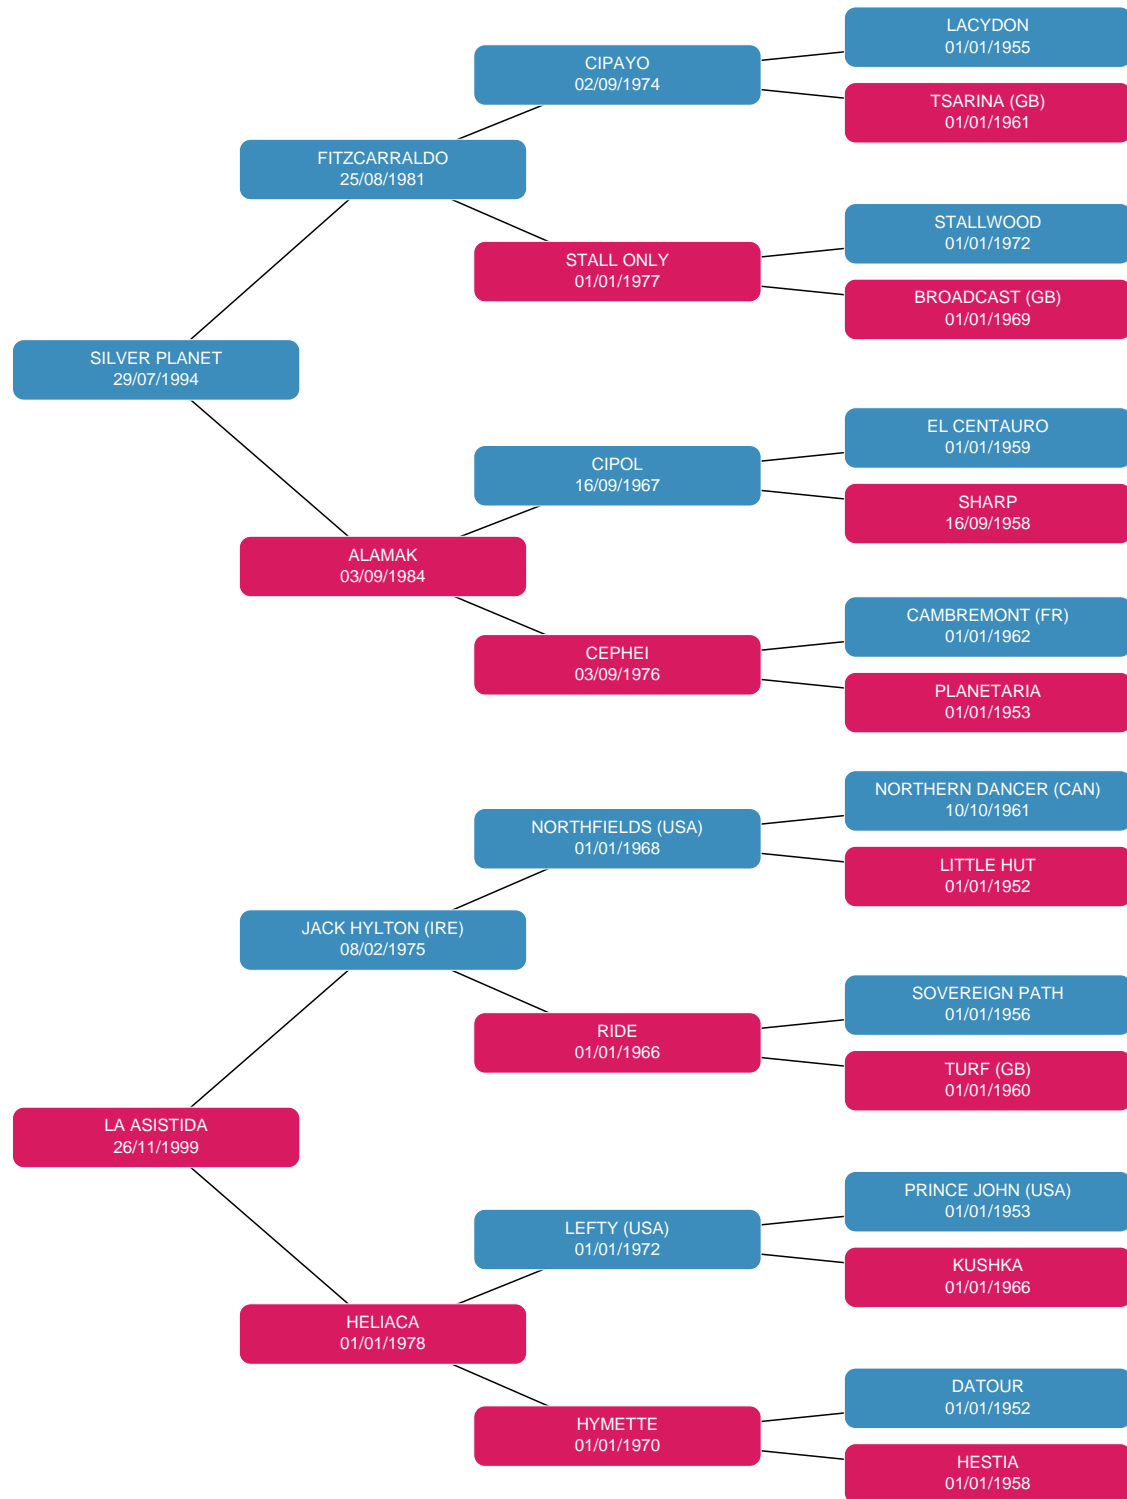 LACYDON
01/01/1955
CIPAYO
02/09/1974
TSARINA (GB)
01/01/1961
FITZCARRALDO
25/08/1981
STALLWOOD
01/01/1972
STALL ONLY
01/01/1977
BROADCAST (GB)
01/01/1969
SILVER PLANET
29/07/1994
EL CENTAURO
01/01/1959
CIPOL
16/09/1967
SHARP
16/09/1958
ALAMAK
03/09/1984
CAMBREMONT (FR)
01/01/1962
CEPHEI
03/09/1976
PLANETARIA
01/01/1953
NORTHERN DANCER (CAN)
10/10/1961
NORTHFIELDS (USA)
01/01/1968
LITTLE HUT
01/01/1952
JACK HYLTON (IRE)
08/02/1975
SOVEREIGN PATH
01/01/1956
RIDE
01/01/1966
TURF (GB)
01/01/1960
LA ASISTIDA
26/11/1999
PRINCE JOHN (USA)
01/01/1953
LEFTY (USA)
01/01/1972
KUSHKA
01/01/1966
HELIACA
01/01/1978
DATOUR
01/01/1952
HYMETTE
01/01/1970
HESTIA
01/01/1958